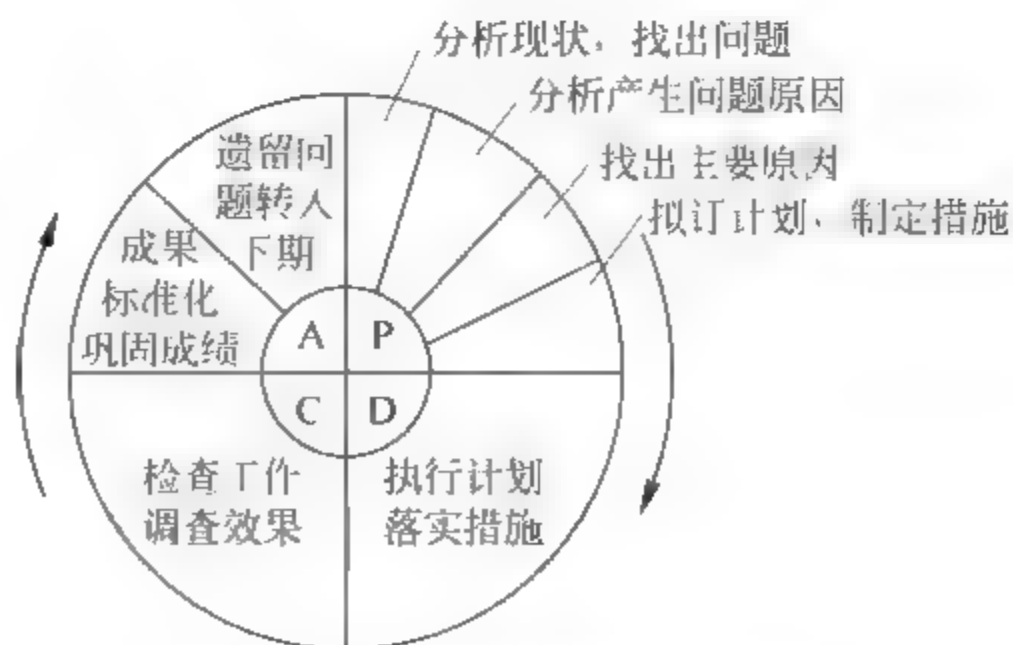 分析现状，找出问题
分析产生问题原因
找出主要原因
拟订计划、制定措施
遗留问
题转入
下期
成果
标准化
巩固成绩
A
P
C
D
检查工作
调查效果
执行计划
落实措施